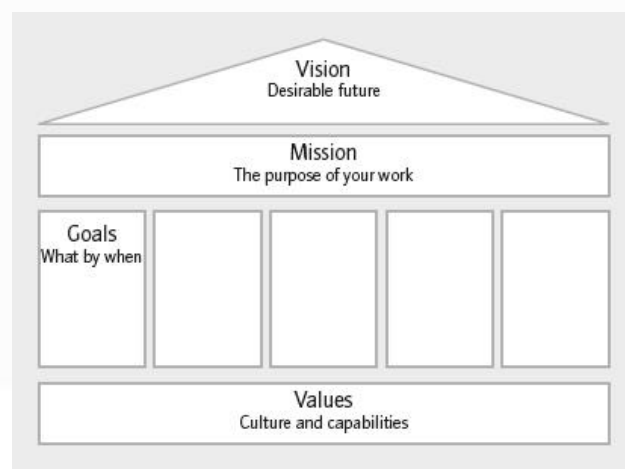 Vision
Desirable future
Mission
The purpose of your work
Goals
What by when
Values
Culture and capabilities